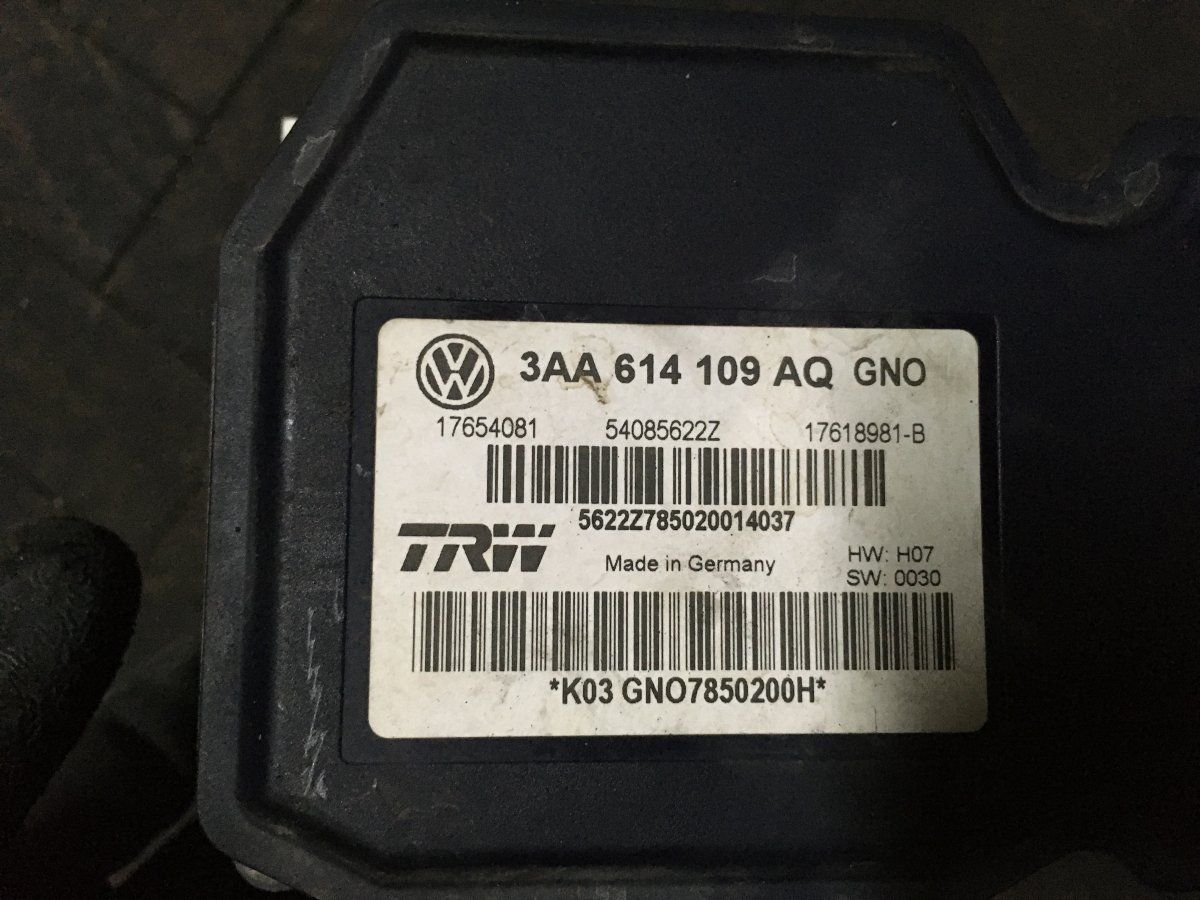 3AA 614 109 AQ GNO
17654081 54085622Z 17618981-B
5622Z785020014037
TRW
Made in Germany
HW: H07
SW: 0030
*K03 GNO7850200H*